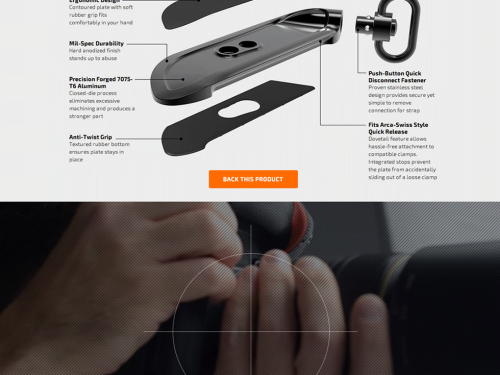 Ergonomic Design
Contoured plate with soft
rubber grip fits
comfortably in your hand
Mil-Spec Durability
Hard anodized finish
stands up to abuse
Precision Forged 7075-
T6 Aluminum
Closed-die process
eliminates excessive
machining and produces a
stronger part
Anti-Twist Grip
Textured rubber bottom
ensures plate stays in
place
Push-Button Quick
Disconnect Fastener
Proven stainless steel
design provides secure yet
simple to remove
connection for strap
Fits Arca-Swiss Style
Quick Release
Dovetail feature allows
hassle-free attachment to
compatible clamps.
Integrated stops prevent
the plate from accidentally
sliding out of a loose clamp
BACK THIS PRODUCT